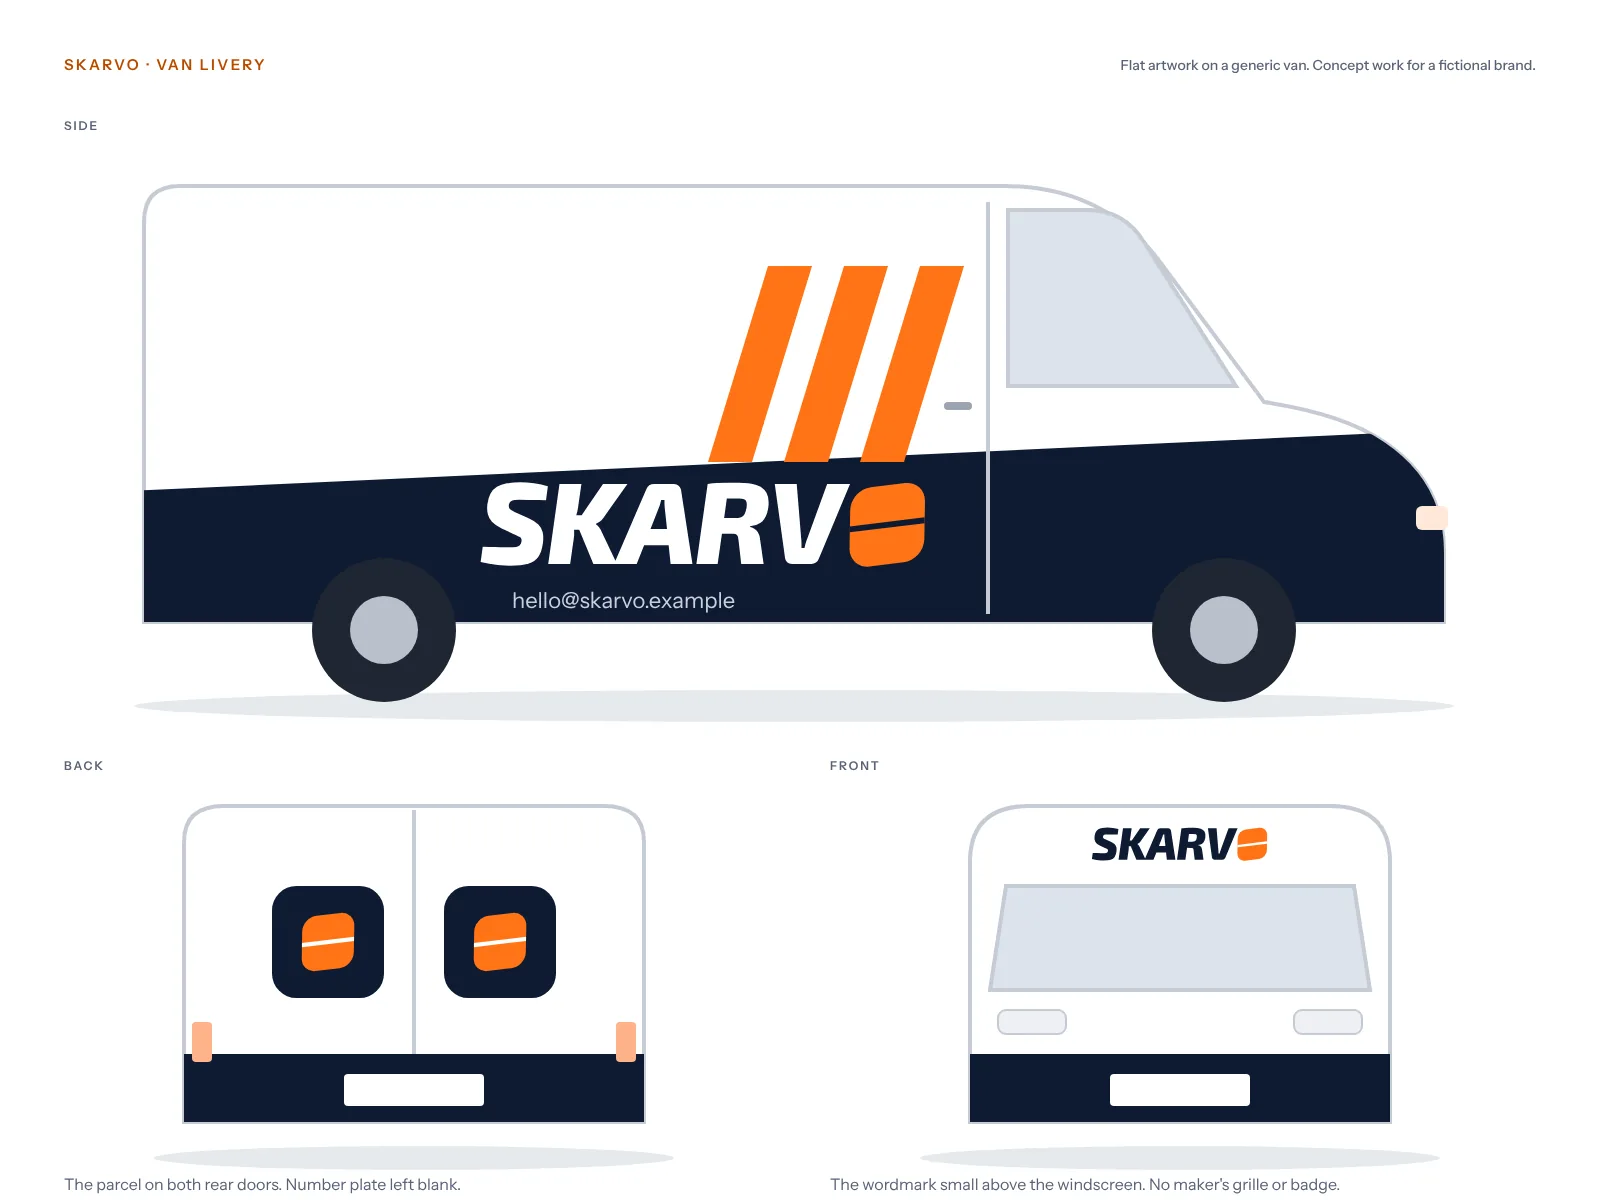 SKARVO · VAN LIVERY
Flat artwork on a generic van. Concept work for a fictional brand.
SIDE
SKARVO
hello@skarvo.example
BACK
FRONT
SKARVO
The parcel on both rear doors. Number plate left blank.
The wordmark small above the windscreen. No maker's grille or badge.